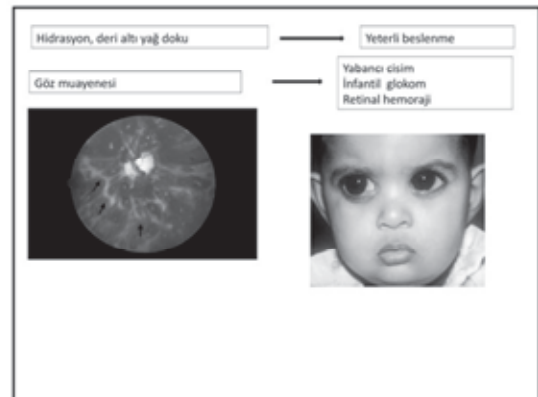 Hidrasyon, deri altı yağ doku
Yeterli beslenme
Göz muayenesi
Yabancı cisim
İnfantil glokom
Retinal hemoraji